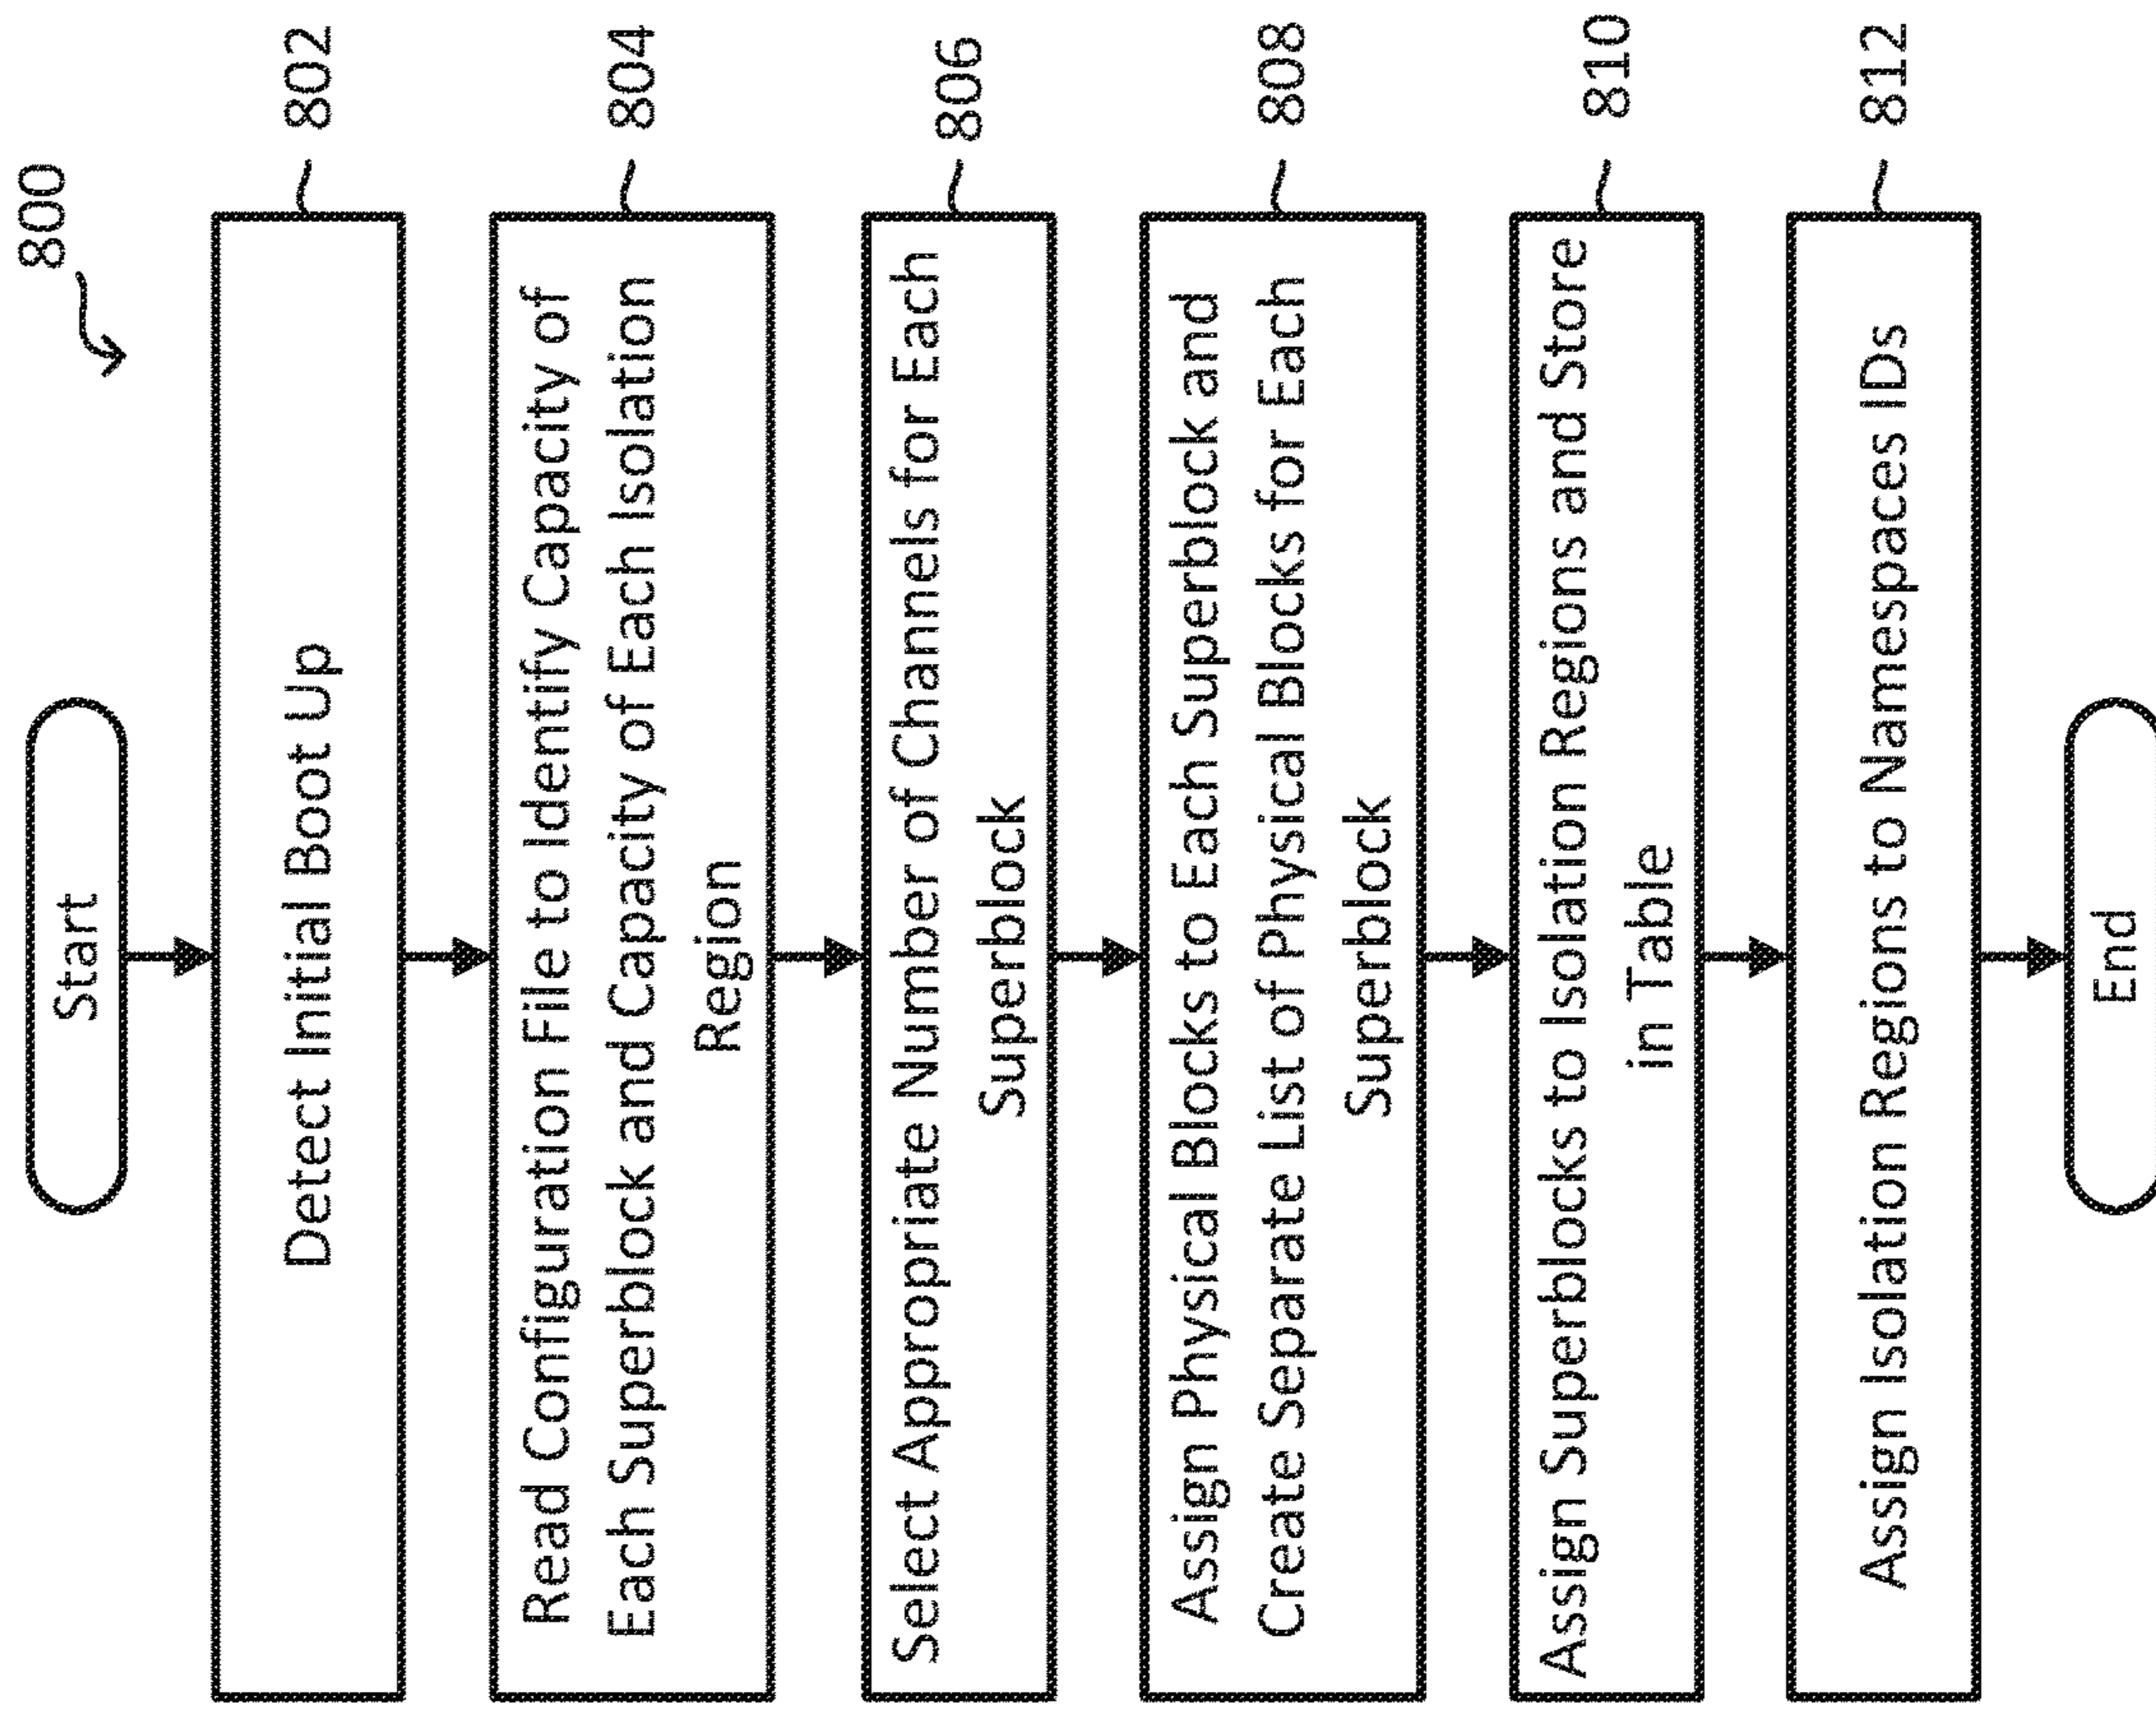 800
Start
Detect Initial Boot Up
802
Read Configuration File to Identify Capacity of
Each Superblock and Capacity of Each Isolation
Region
804
Select Appropriate Number of Channels for Each
Superblock
806
Assign Physical Blocks to Each Superblock and
Create Separate List of Physical Blocks for Each
Superblock
808
Assign Superblocks to Isolation Regions and Store
in Table
810
Assign Isolation Regions to Namespaces IDs
812
End